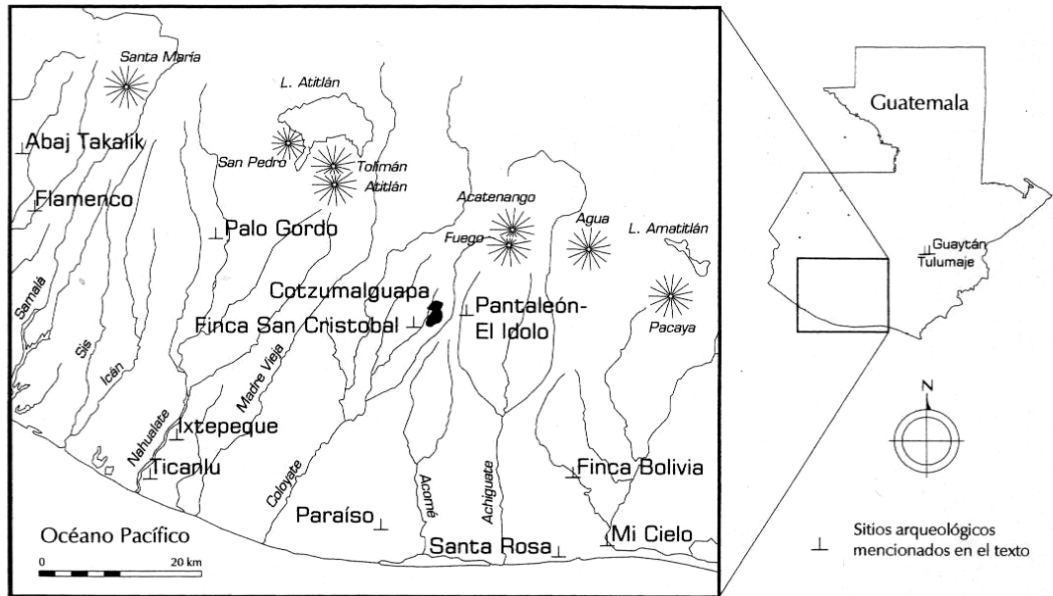 Santa María
L. Atitlán
Guatemala
Abaj Takalik
San Pedro
Tolimán
Atitlán
Flamenco
Acatenango
Palo Gordo
Agua
L. Amatitlán
Fuego
Guaytán
Tulumaje
Samalá
Cotzumalguapa
Pantaleón-
El Idolo
Finca San Cristobal
Pacaya
Sis
Icán
Madre Vieja
N
Nahualate
Ixtepeque
Ticanlu
Coloyate
Acomé
Achiguate
Finca Bolivia
Paraíso
Océano Pacífico
Santa Rosa
Mi Cielo
0 20 km
Sitios arqueológicos
mencionados en el texto